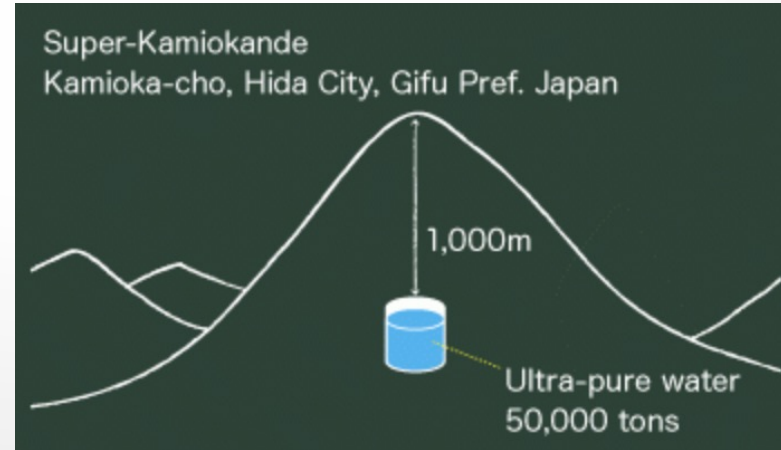 Super-Kamiokande
Kamioka-cho, Hida City, Gifu Pref. Japan
1,000m
Ultra-pure water
50,000 tons